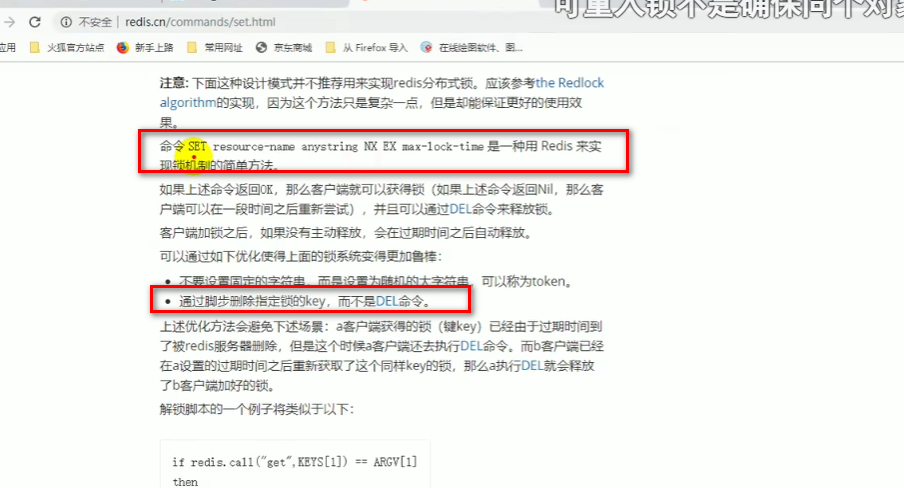 可重入锁不是确保同个对象
不安全 | redis.cn/commands/set.html
应用 火狐官方站点 新手上路 常用网址 京东商城 从 Firefox 导入 在线绘图软件、图...
注意: 下面这种设计模式并不推荐用来实现redis分布式锁。应该参考the Redlock
algorithm的实现，因为这个方法只是复杂一点，但是却能保证更好的使用效
果。
命令 SET resource-name anystring NX EX max-lock-time 是一种用 Redis 来实
现锁机制的简单方法。
如果上述命令返回OK，那么客户端就可以获得锁（如果上述命令返回Nil，那么客
户端可以在一段时间之后重新尝试），并且可以通过DEL命令来释放锁。
客户端加锁之后，如果没有主动释放，会在过期时间之后自动释放。
可以通过如下优化使得上面的锁系统变得更加鲁棒：
不要设置固定的字符串，而是设置为随机的大字符串，可以称为token。
通过脚步删除指定锁的key，而不是DEL命令。
上述优化方法会避免下述场景：a客户端获得的锁（键key）已经由于过期时间到
了被redis服务器删除，但是这个时候a客户端还去执行DEL命令。而b客户端已经
在a设置的过期时间之后重新获取了这个同样key的锁，那么a执行DEL就会释放
了b客户端加好的锁。
解锁脚本的一个例子将类似于以下：
if redis.call("get",KEYS[1]) == ARGV[1]
then